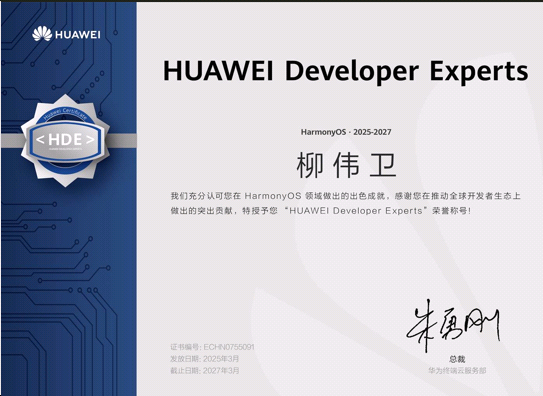 HUAWEI
Huawei Certificate
< HDE >
HUAWEI Developer Experts
HarmonyOS · 2025-2027
柳伟卫
我们充分认可您在 HarmonyOS 领域做出的出色成就，感谢您在推动全球开发者生态上
做出的突出贡献，特授予您 “HUAWEI Developer Experts” 荣誉称号！
朱勇刚
证书编号: ECHN0755091
发放日期: 2025年3月
截止日期: 2027年3月
总裁
华为终端云服务部